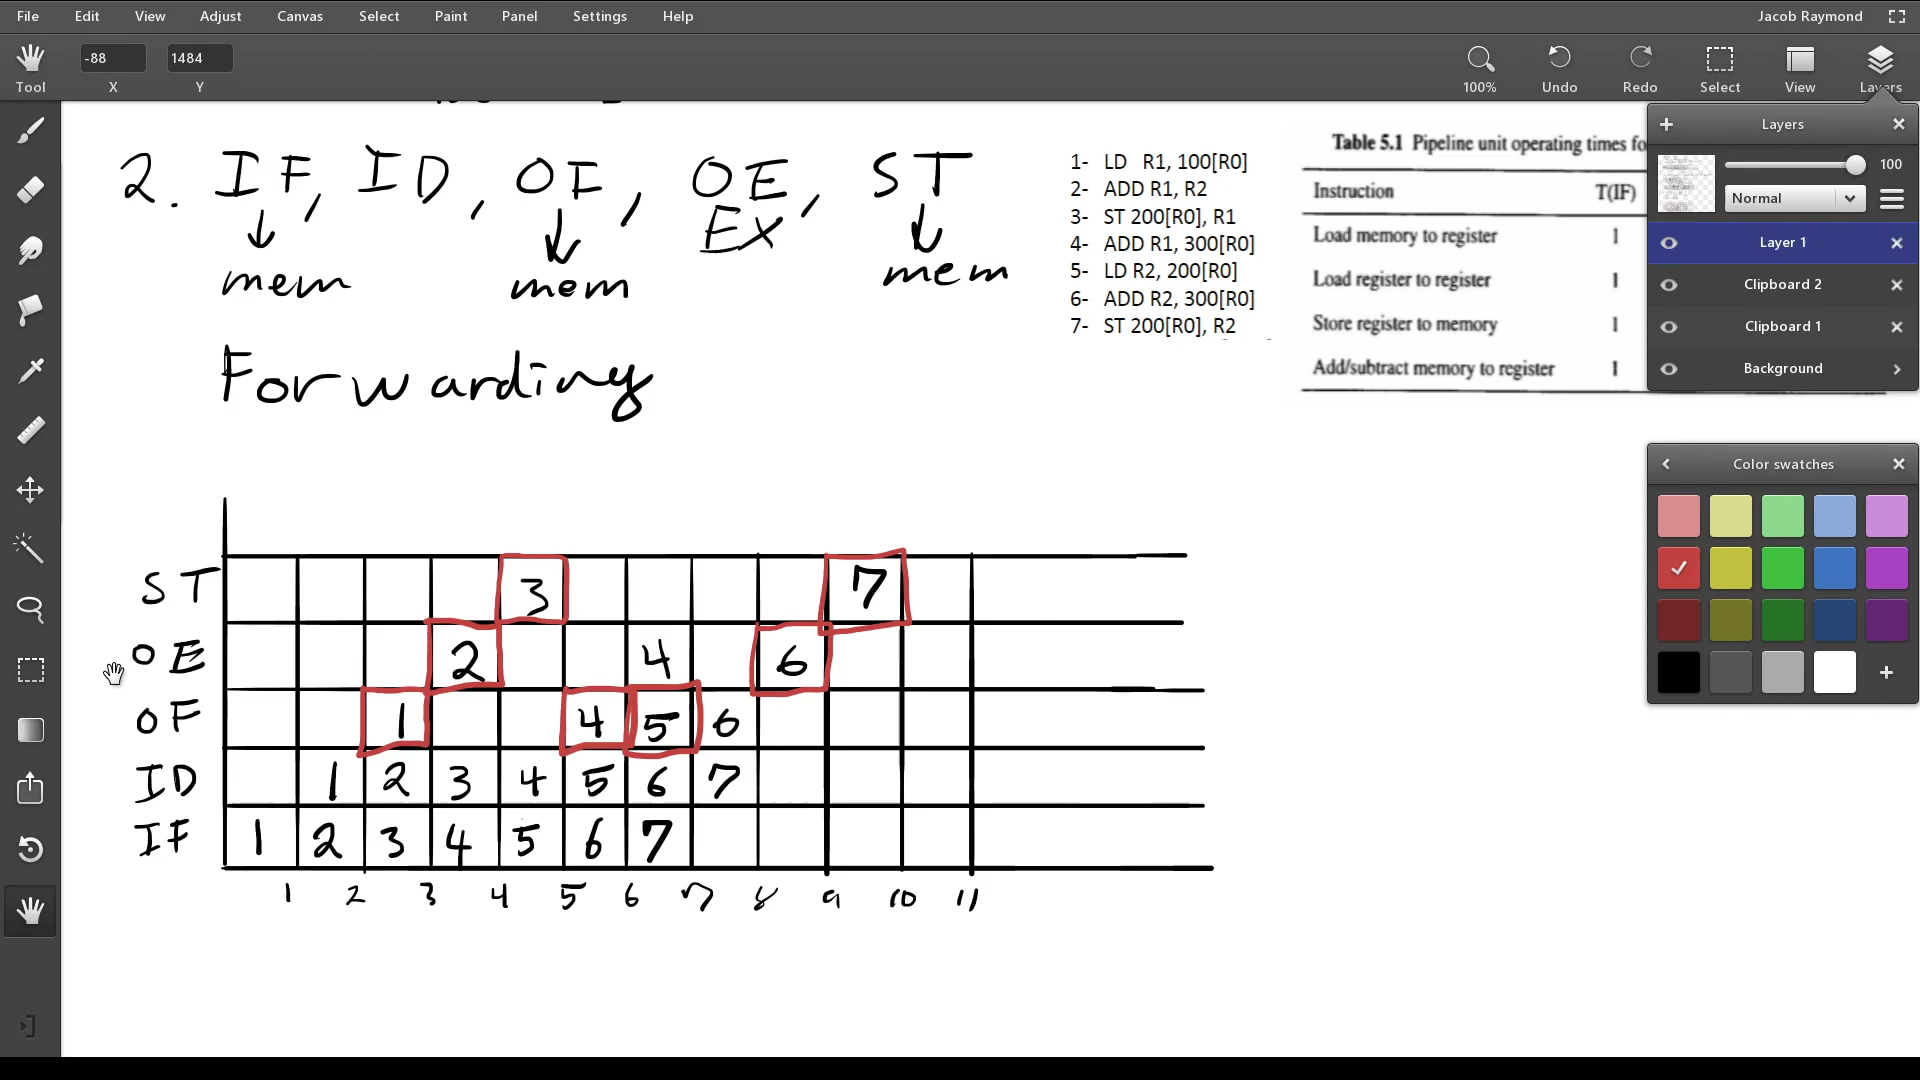 File Edit View Adjust Canvas Select Paint Panel Settings Help Jacob Raymond
-88 1484 100% Undo Redo Select View Layers
Tool X Y
Layers
100
Normal
Layer 1
Clipboard 2
Clipboard 1
Background
2. IF, ID, OF, OE, ST
EX
mem mem mem
Forwarding
1- LD R1, 100[R0]
2- ADD R1, R2
3- ST 200[R0], R1
4- ADD R1, 300[R0]
5- LD R2, 200[R0]
6- ADD R2, 300[R0]
7- ST 200[R0], R2
Table 5.1 Pipeline unit operating times fo
Instruction T(IF)
Load memory to register 1
Load register to register 1
Store register to memory 1
Add/subtract memory to register 1
Color swatches
ST 3 7
OE 2 4 6
OF 1 4 5 6
ID 1 2 3 4 5 6 7
IF 1 2 3 4 5 6 7
1 2 3 4 5 6 7 8 9 10 11